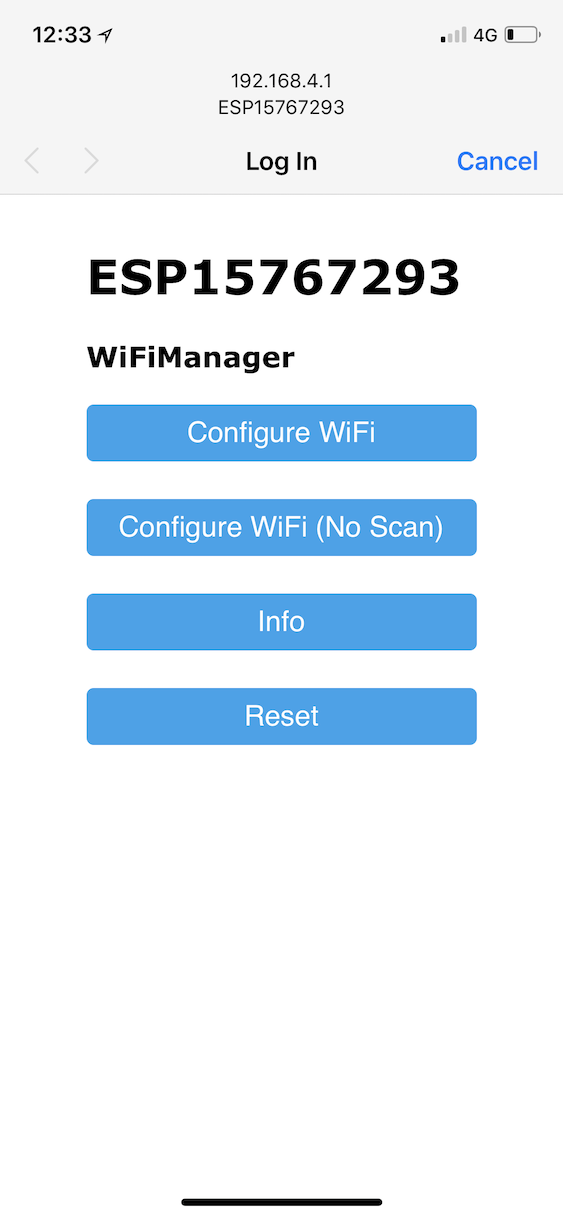 12:33 4G
192.168.4.1
ESP15767293
Log In Cancel
ESP15767293
WiFiManager
Configure WiFi
Configure WiFi (No Scan)
Info
Reset